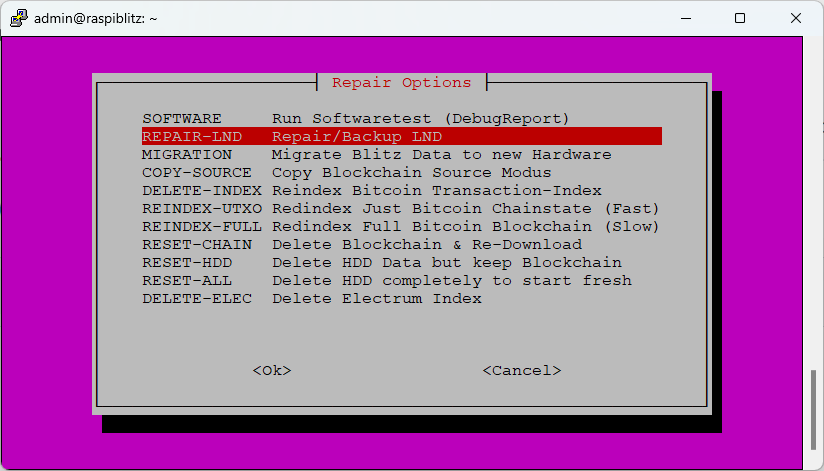 admin@raspiblitz: ~
Repair Options
SOFTWARE Run Softwaretest (DebugReport)
REPAIR-LND Repair/Backup LND
MIGRATION Migrate Blitz Data to new Hardware
COPY-SOURCE Copy Blockchain Source Modus
DELETE-INDEX Reindex Bitcoin Transaction-Index
REINDEX-UTXO Redindex Just Bitcoin Chainstate (Fast)
REINDEX-FULL Redindex Full Bitcoin Blockchain (Slow)
RESET-CHAIN Delete Blockchain & Re-Download
RESET-HDD Delete HDD Data but keep Blockchain
RESET-ALL Delete HDD completely to start fresh
DELETE-ELEC Delete Electrum Index
<Ok> <Cancel>